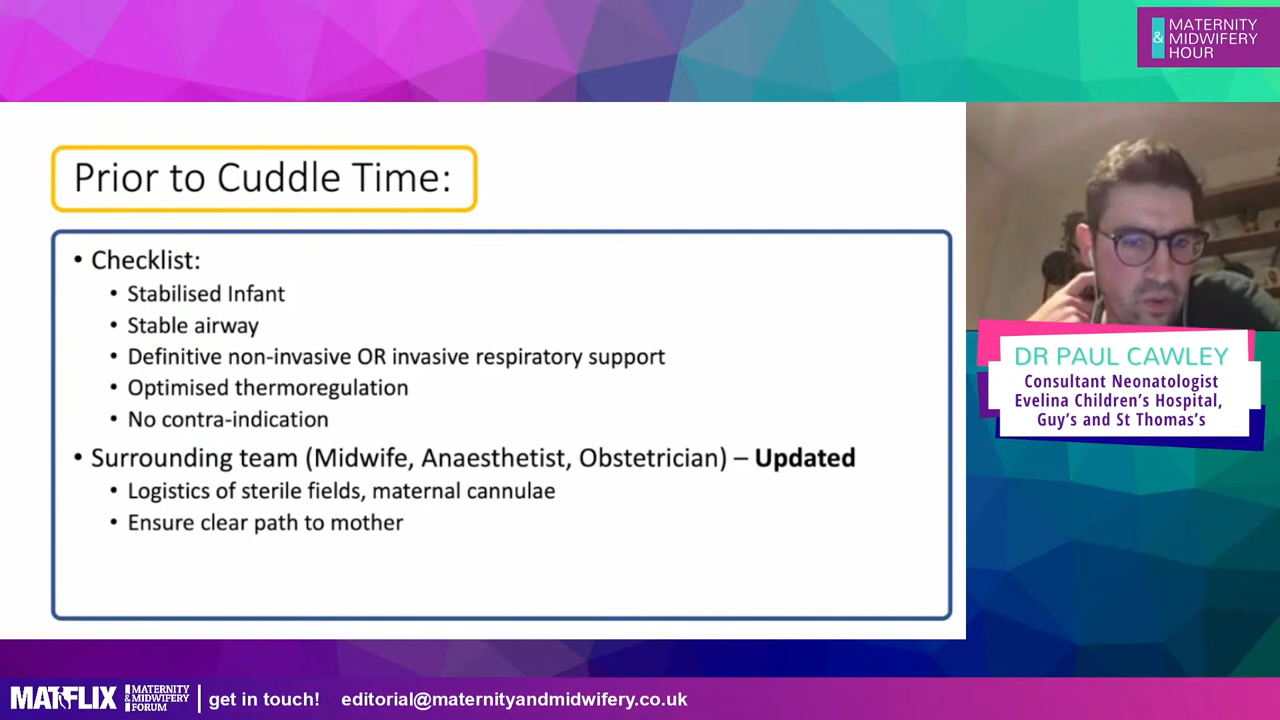 &
MATERNITY
MIDWIFERY
HOUR
Prior to Cuddle Time:
• Checklist:
• Stabilised Infant
• Stable airway
• Definitive non-invasive OR invasive respiratory support
• Optimised thermoregulation
• No contra-indication
• Surrounding team (Midwife, Anaesthetist, Obstetrician) – Updated
• Logistics of sterile fields, maternal cannulae
• Ensure clear path to mother
DR PAUL CAWLEY
Consultant Neonatologist
Evelina Children's Hospital,
Guy's and St Thomas's
MATFLIX
MATERNITY
& MIDWIFERY
FORUM
get in touch!
editorial@maternityandmidwifery.co.uk